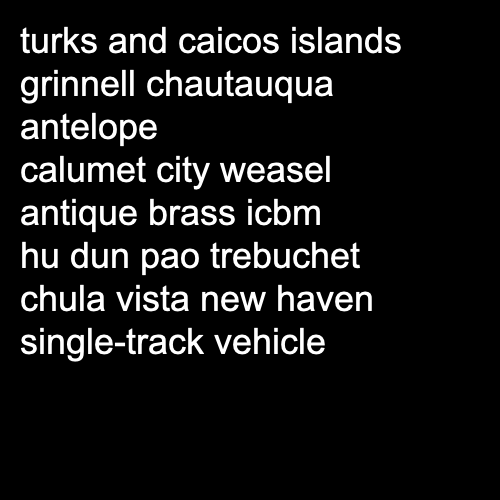 turks and caicos islands
grinnell chautauqua
antelope
calumet city weasel
antique brass icbm
hu dun pao trebuchet
chula vista new haven
single-track vehicle